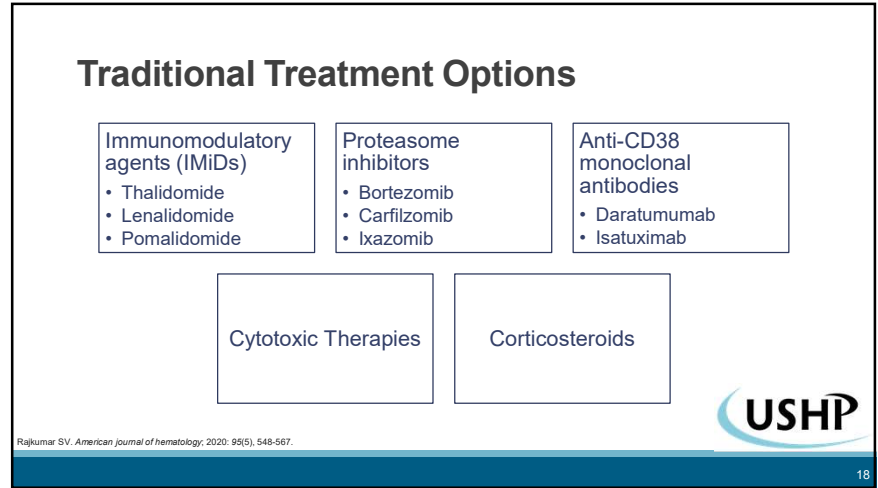 Traditional Treatment Options
Immunomodulatory
agents (IMiDs)
• Thalidomide
• Lenalidomide
• Pomalidomide
Proteasome
inhibitors
• Bortezomib
• Carfilzomib
• Ixazomib
Anti-CD38
monoclonal
antibodies
• Daratumumab
• Isatuximab
Cytotoxic Therapies
Corticosteroids
USHP
Rajkumar SV. American journal of hematology; 2020: 95(5), 548-567.
18